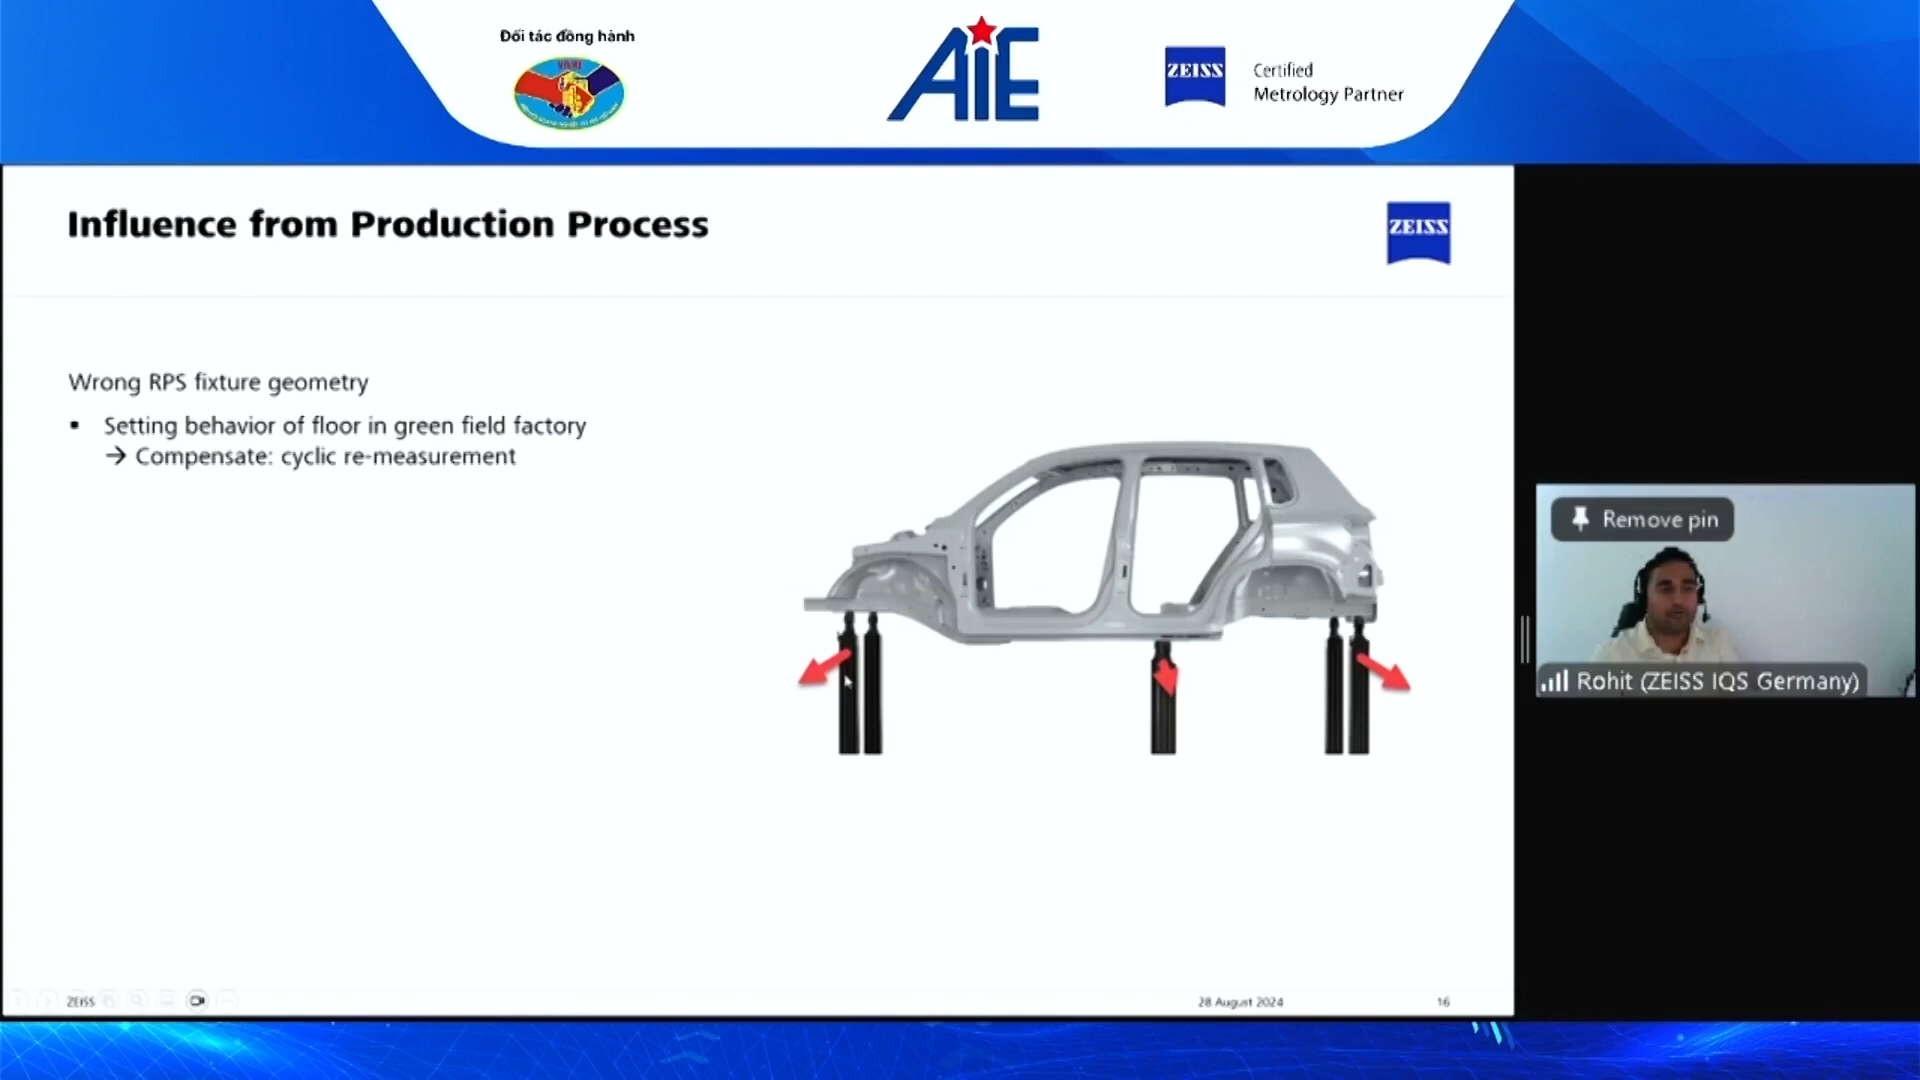 Đối tác đồng hành
AiE
ZEISS
Certified
Metrology Partner
Influence from Production Process
ZEISS
Wrong RPS fixture geometry
▪ Setting behavior of floor in green field factory
→ Compensate: cyclic re-measurement
Remove pin
Rohit (ZEISS IQS Germany)
ZEISS
28 August 2024
16